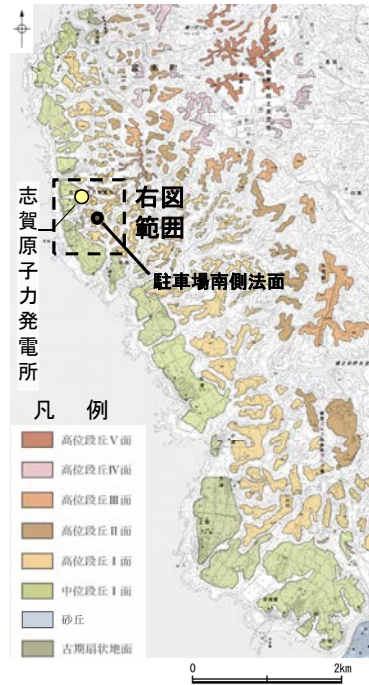 志賀原子力発電所
右図
範囲
駐車場南側法面
凡 例
高位段丘Ⅴ面
高位段丘Ⅳ面
高位段丘Ⅲ面
高位段丘Ⅱ面
高位段丘Ⅰ面
中位段丘Ⅰ面
砂丘
古期扇状地面
0 2km